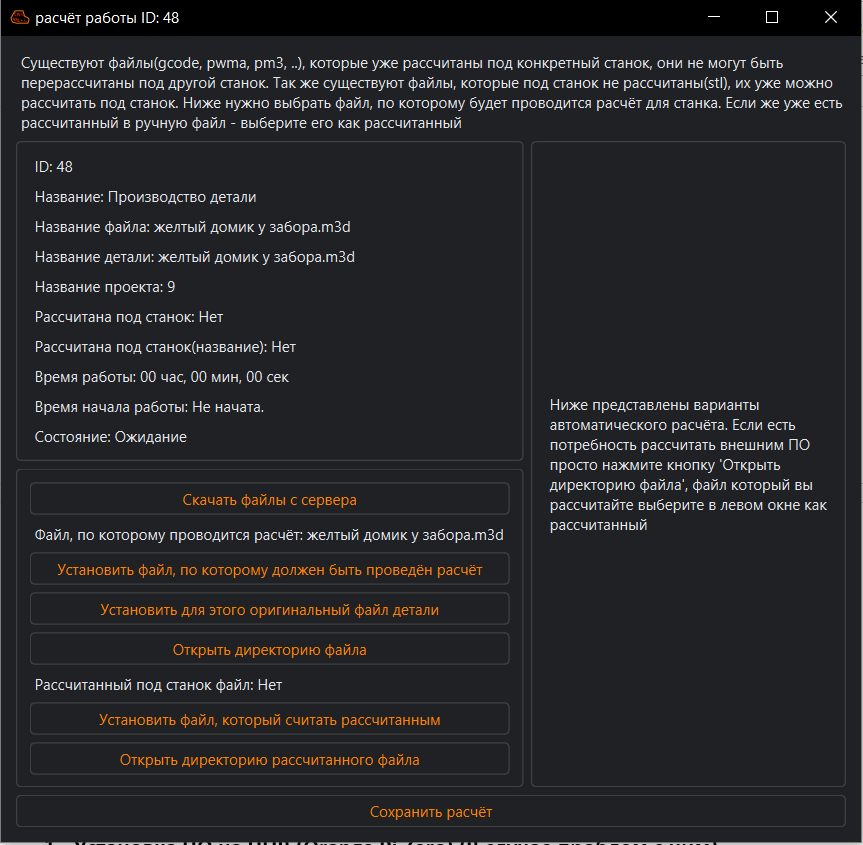 расчёт работы ID: 48
Существуют файлы(gcode, pwma, pm3, ..), которые уже рассчитаны под конкретный станок, они не могут быть
перерассчитаны под другой станок. Так же существуют файлы, которые под станок не рассчитаны(stl), их уже можно
рассчитать под станок. Ниже нужно выбрать файл, по которому будет проводится расчёт для станка. Если же уже есть
рассчитанный в ручную файл - выберите его как рассчитанный
ID: 48
Название: Производство детали
Название файла: желтый домик у забора.m3d
Название детали: желтый домик у забора.m3d
Название проекта: 9
Рассчитана под станок: Нет
Рассчитана под станок(название): Нет
Время работы: 00 час, 00 мин, 00 сек
Время начала работы: Не начата.
Состояние: Ожидание
Скачать файлы с сервера
Файл, по которому проводится расчёт: желтый домик у забора.m3d
Установить файл, по которому должен быть проведён расчёт
Установить для этого оригинальный файл детали
Открыть директорию файла
Рассчитанный под станок файл: Нет
Установить файл, который считать рассчитанным
Открыть директорию рассчитанного файла
Ниже представлены варианты
автоматического расчёта. Если есть
потребность рассчитать внешним ПО
просто нажмите кнопку 'Открыть
директорию файла', файл который вы
рассчитайте выберите в левом окне как
рассчитанный
Сохранить расчёт